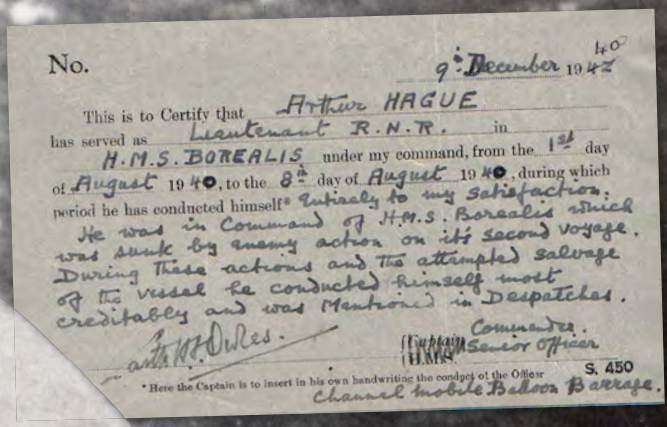 40
No.
9th December 1942
This is to Certify that Arthur HAGUE
has served as Lieutenant R.N.R. in
H.M.S. BOREALIS under my command, from the 1st day
of August 1940, to the 8th day of August 1940, during which
period he has conducted himself* Entirely to my satisfaction.
He was in Command of H.M.S. Borealis which
was sunk by enemy action on it's second voyage.
During these actions and the attempted salvage
of the vessel he conducted himself most
creditably and was Mentioned in Despatches.
Commander.
Captain
Senior Officer
* Here the Captain is to insert in his own handwriting the conduct of the Officer
S. 450
Channel Mobile Balloon Barrage.